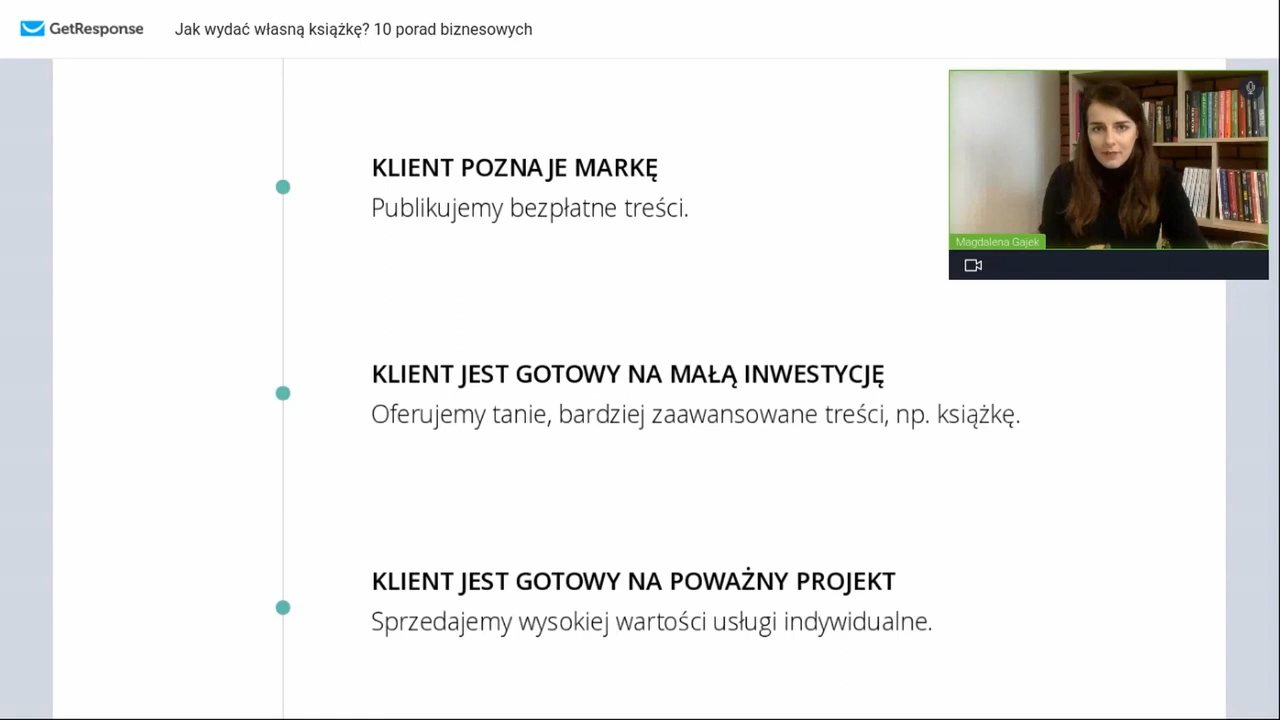 GetResponse
Jak wydać własną książkę? 10 porad biznesowych
KLIENT POZNAJE MARKĘ
Publikujemy bezpłatne treści.
Magdalena Gajek
KLIENT JEST GOTOWY NA MAŁĄ INWESTYCJĘ
Oferujemy tanie, bardziej zaawansowane treści, np. książkę.
KLIENT JEST GOTOWY NA POWAŻNY PROJEKT
Sprzedajemy wysokiej wartości usługi indywidualne.